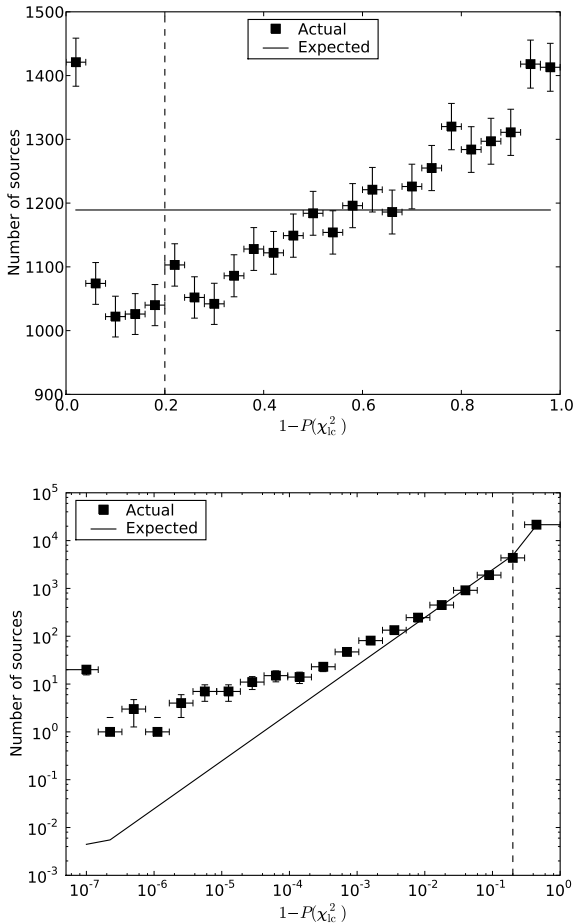 1500
1400
1300
1200
1100
1000
900
Number of sources
Actual
Expected
0.0 0.2 0.4 0.6 0.8 1.0
1−P(χ²lc)
10⁵
10⁴
10³
10²
10¹
10⁰
10⁻¹
10⁻²
10⁻³
Number of sources
Actual
Expected
10⁻⁷ 10⁻⁶ 10⁻⁵ 10⁻⁴ 10⁻³ 10⁻² 10⁻¹ 10⁰
1−P(χ²lc)